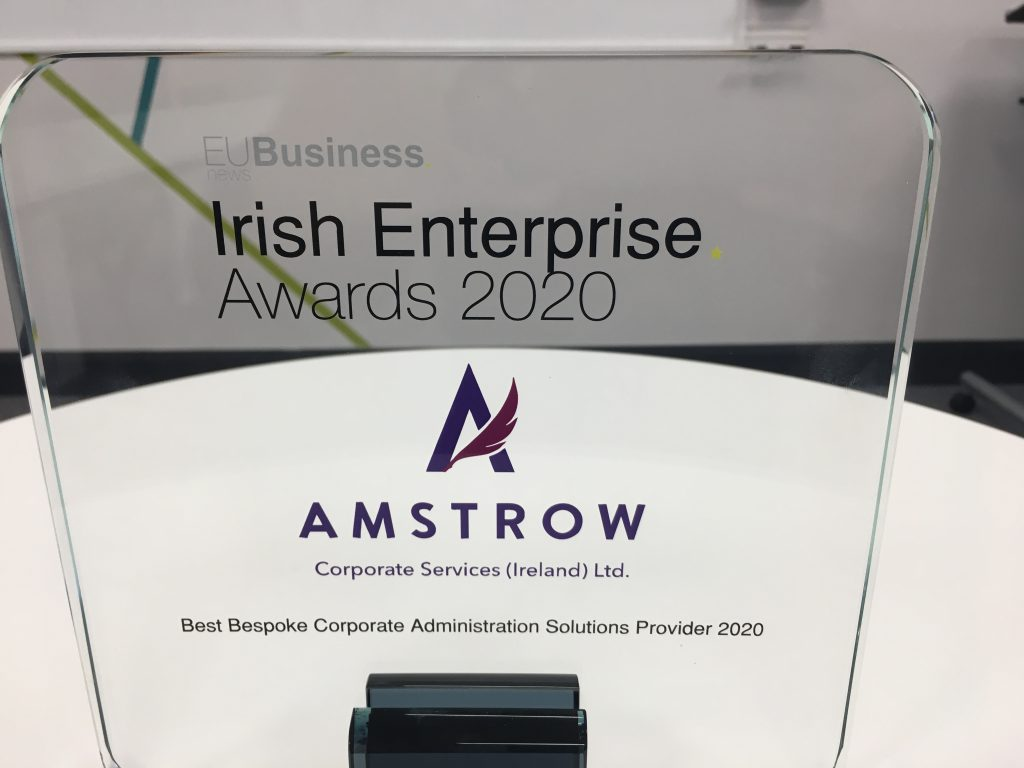 EUBusiness.
news
Irish Enterprise.
Awards 2020
AMSTROW
Corporate Services (Ireland) Ltd.
Best Bespoke Corporate Administration Solutions Provider 2020